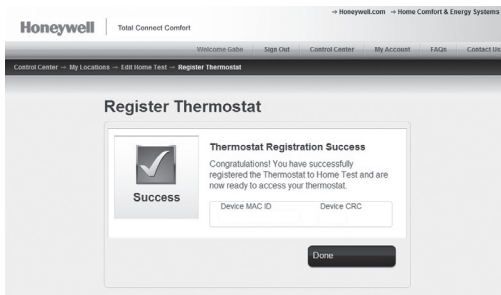 → Honeywell.com → Home Comfort & Energy Systems
Honeywell Total Connect Comfort
Welcome Gabe Sign Out Control Center My Account FAQs Contact Us
Control Center → My Locations → Edit Home Test → Register Thermostat
Register Thermostat
Thermostat Registration Success
Congratulations! You have successfully
registered the Thermostat to Home Test and are
now ready to access your thermostat.
Success
Device MAC ID Device CRC
Done